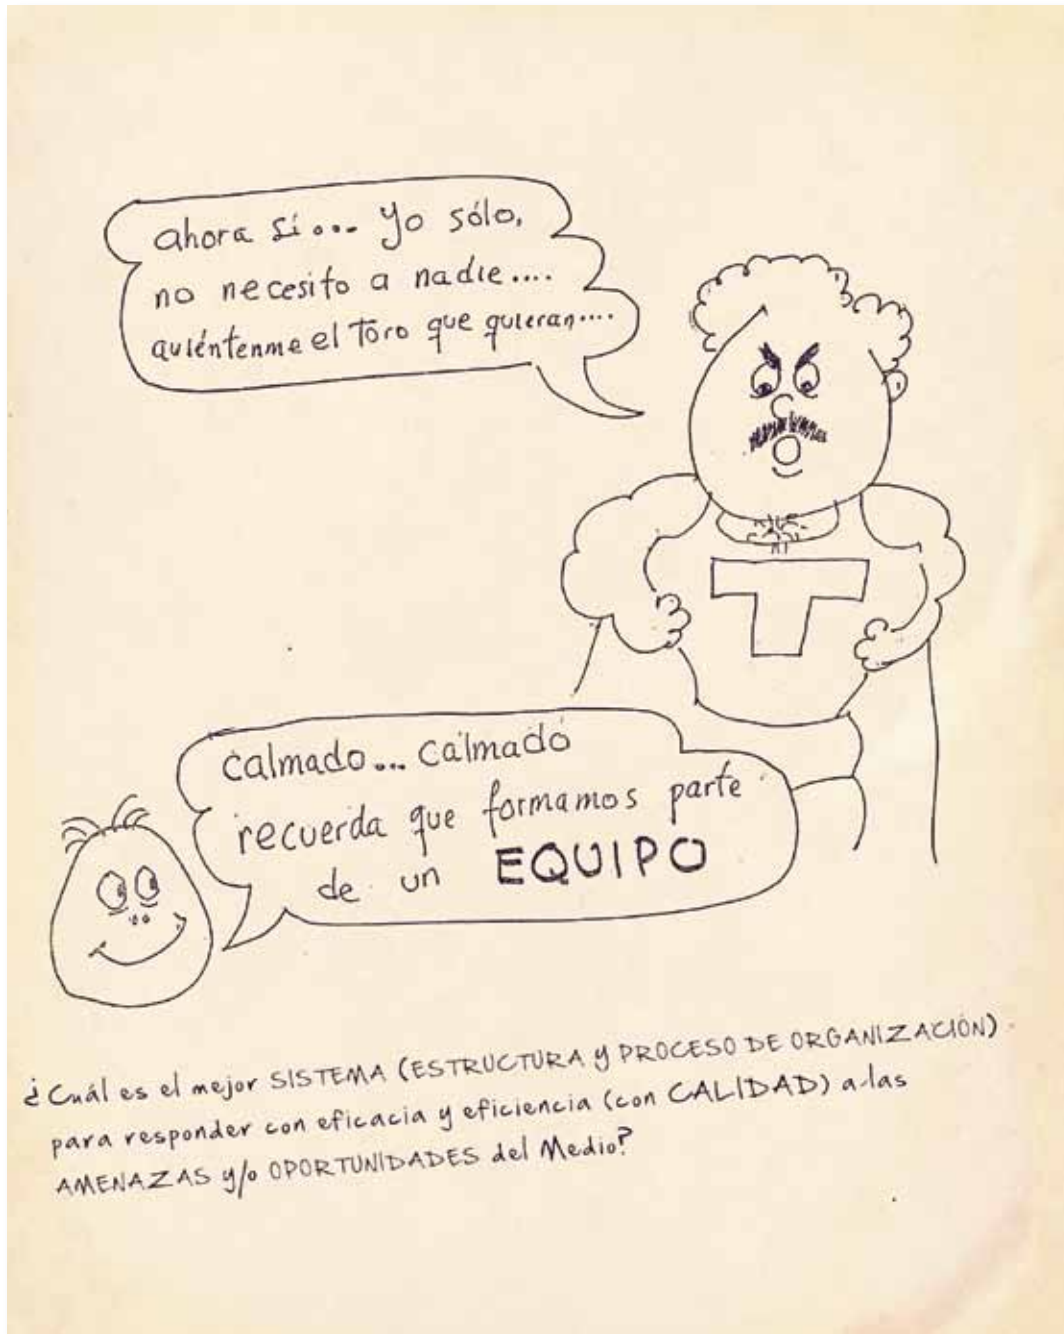 ahora sí... yo sólo,
no necesito a nadie....
auiéntenme el Toro que quieran....
T
calmado... calmado
recuerda que formamos parte
de un EQUIPO
¿Cuál es el mejor SISTEMA (ESTRUCTURA y PROCESO DE ORGANIZACIÓN)
para responder con eficacia y eficiencia (con CALIDAD) a las
AMENAZAS y/o OPORTUNIDADES del Medio?